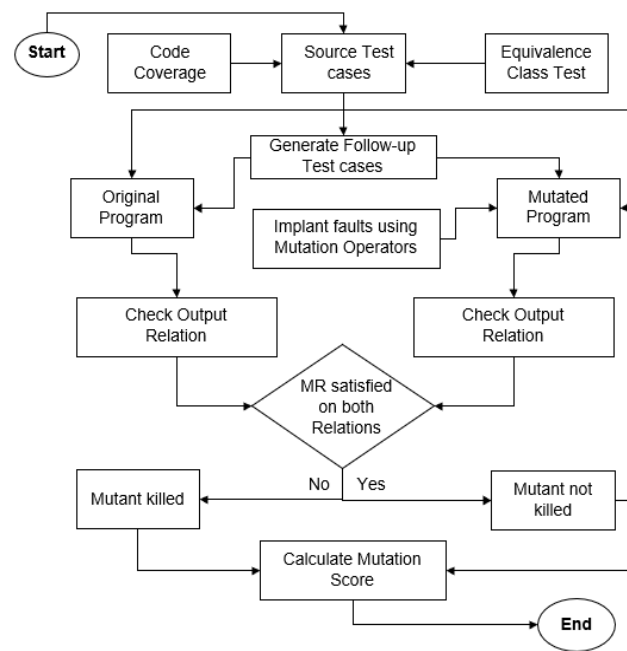 Start
Code
Coverage
Source Test
cases
Equivalence
Class Test
Generate Follow-up
Test cases
Original
Program
Mutated
Program
Implant faults using
Mutation Operators
Check Output
Relation
Check Output
Relation
MR satisfied
on both
Relations
No
Yes
Mutant killed
Mutant not
killed
Calculate Mutation
Score
End